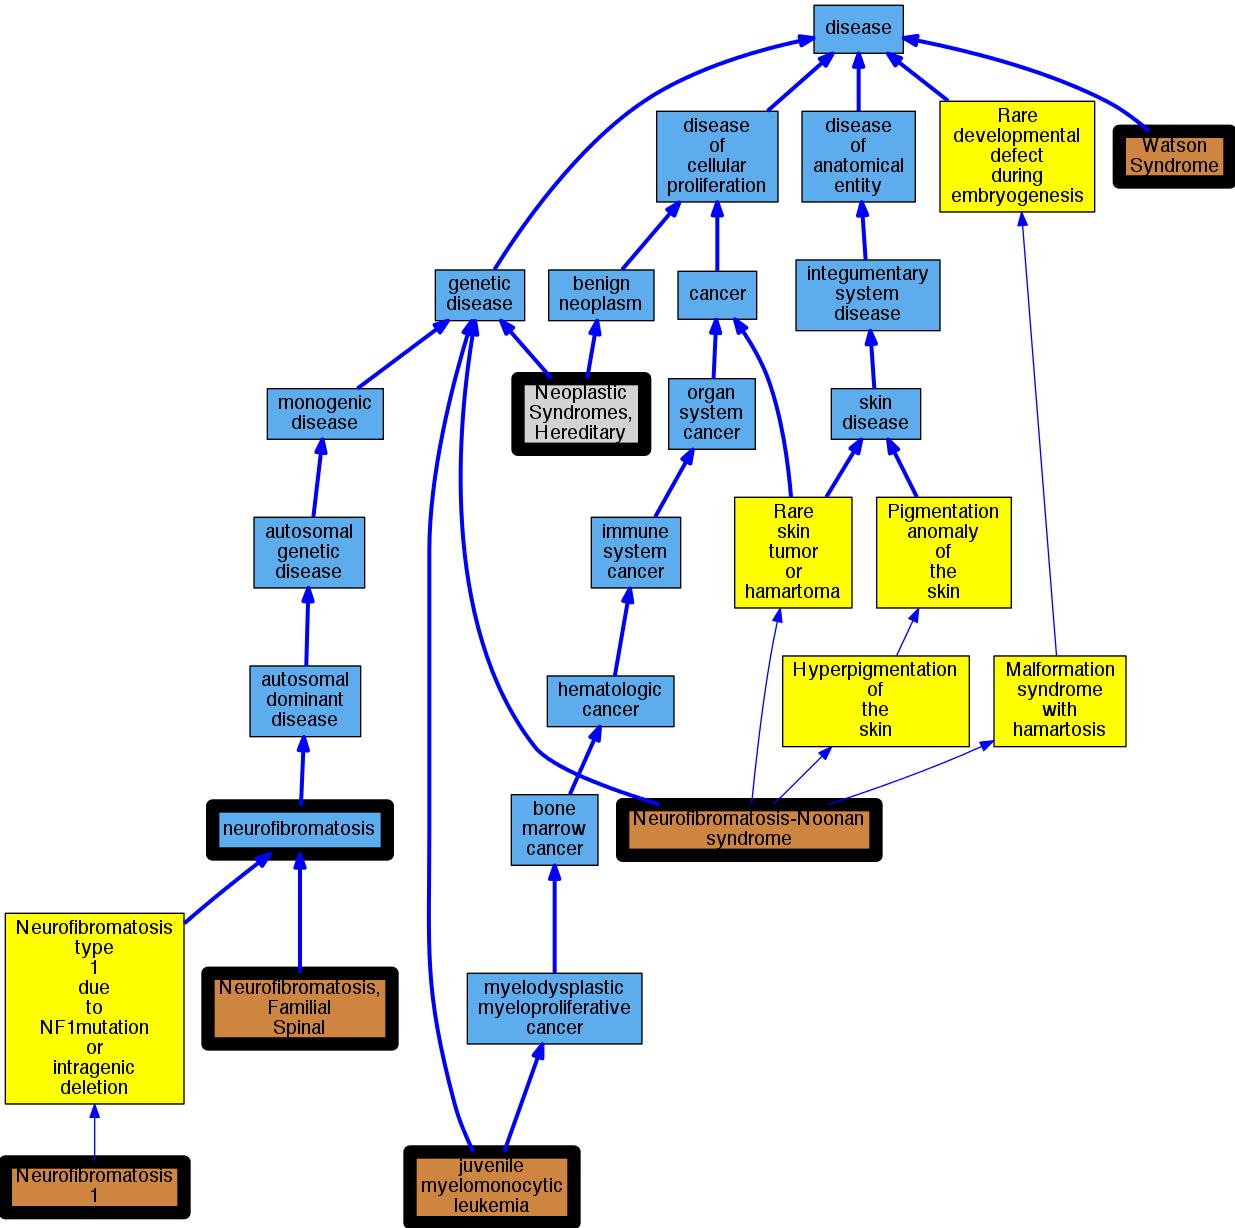 disease
disease
of
cellular
proliferation
disease
of
anatomical
entity
Rare
developmental
defect
during
embryogenesis
Watson
Syndrome
genetic
disease
benign
neoplasm
cancer
integumentary
system
disease
monogenic
disease
Neoplastic
Syndromes,
Hereditary
organ
system
cancer
skin
disease
autosomal
genetic
disease
immune
system
cancer
Rare
skin
tumor
or
hamartoma
Pigmentation
anomaly
of
the
skin
autosomal
dominant
disease
hematologic
cancer
Hyperpigmentation
of
the
skin
Malformation
syndrome
with
hamartosis
neurofibromatosis
bone
marrow
cancer
Neurofibromatosis-Noonan
syndrome
Neurofibromatosis
type
1
due
to
NF1mutation
or
intragenic
deletion
Neurofibromatosis,
Familial
Spinal
myelodysplastic
myeloproliferative
cancer
Neurofibromatosis
1
juvenile
myelomonocytic
leukemia